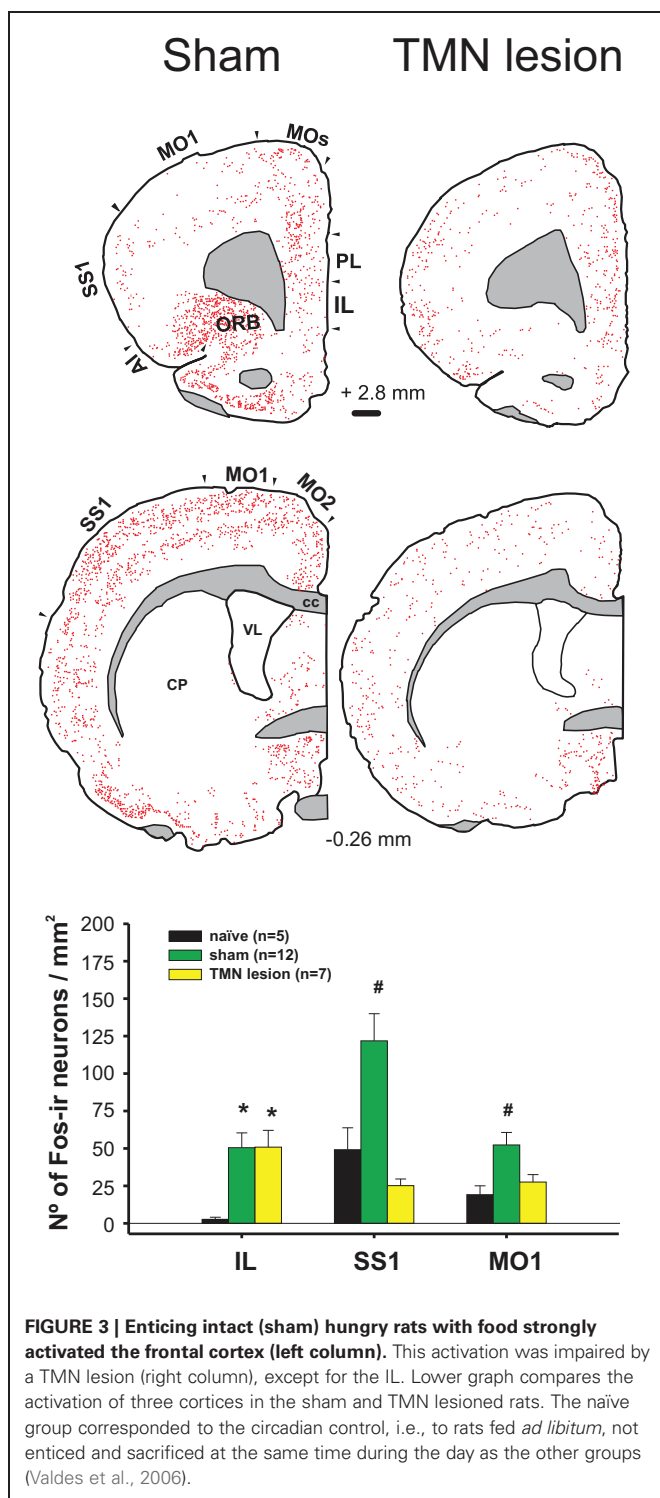 Sham TMN lesion
MO1 MOs
SS1 PL
IL
ORB
AI
+ 2.8 mm
SS1 MO1 MO2
cc
VL
CP
-0.26 mm
200
175
150
125
100
75
50
25
0
Nº of Fos-ir neurons / mm²
naïve (n=5)
sham (n=12)
TMN lesion (n=7)
* * # #
IL SS1 MO1
FIGURE 3 | Enticing intact (sham) hungry rats with food strongly
activated the frontal cortex (left column). This activation was impaired by
a TMN lesion (right column), except for the IL. Lower graph compares the
activation of three cortices in the sham and TMN lesioned rats. The naïve
group corresponded to the circadian control, i.e., to rats fed ad libitum, not
enticed and sacrificed at the same time during the day as the other groups
(Valdes et al., 2006).